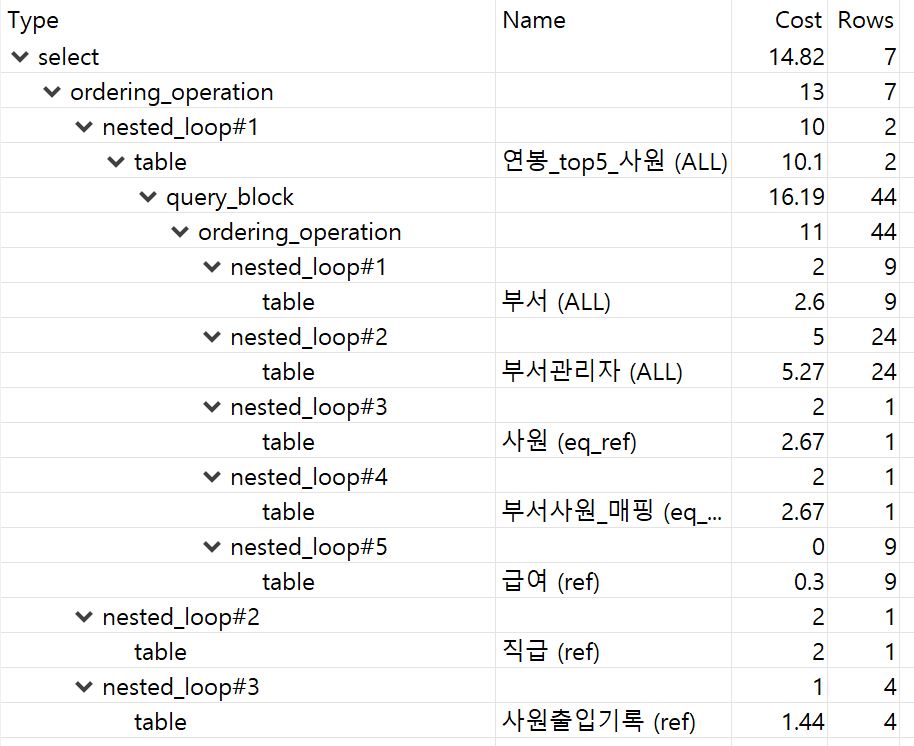 Type Name Cost Rows
select 14.82 7
ordering_operation 13 7
nested_loop#1 10 2
table 연봉_top5_사원 (ALL) 10.1 2
query_block 16.19 44
ordering_operation 11 44
nested_loop#1 2 9
table 부서 (ALL) 2.6 9
nested_loop#2 5 24
table 부서관리자 (ALL) 5.27 24
nested_loop#3 2 1
table 사원 (eq_ref) 2.67 1
nested_loop#4 2 1
table 부서사원_매핑 (eq_... 2.67 1
nested_loop#5 0 9
table 급여 (ref) 0.3 9
nested_loop#2 2 1
table 직급 (ref) 2 1
nested_loop#3 1 4
table 사원출입기록 (ref) 1.44 4